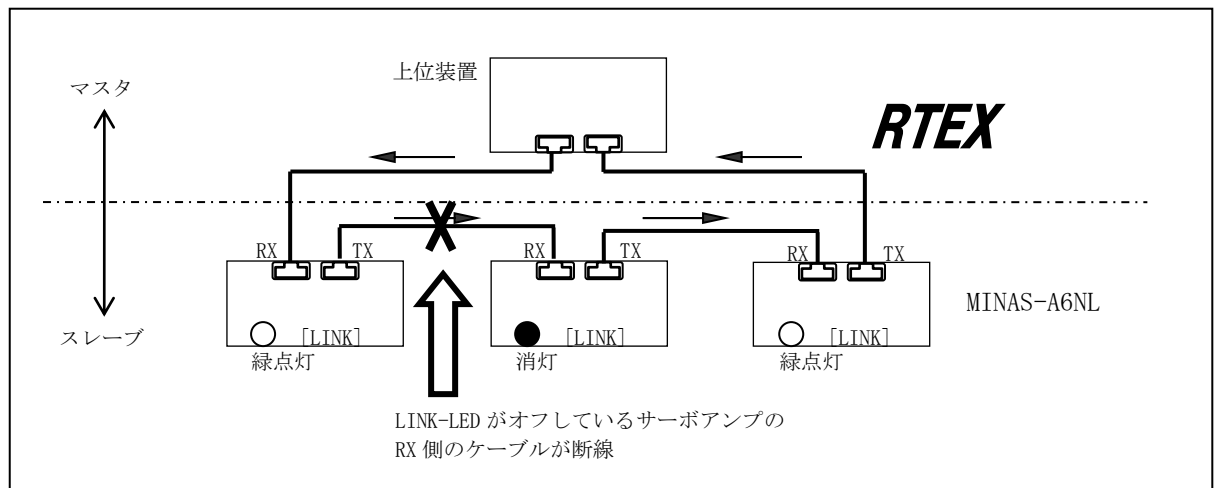 上位装置
マスタ
RTEX
RX TX RX TX RX TX
MINAS-A6NL
スレーブ
[LINK] [LINK] [LINK]
緑点灯 消灯 緑点灯
LINK-LED がオフしているサーボアンプの
RX 側のケーブルが断線